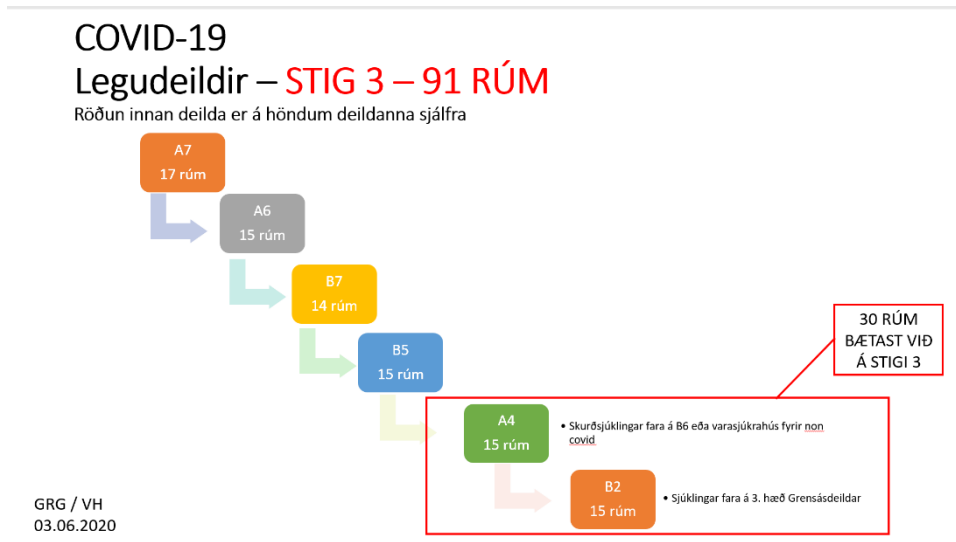 COVID-19
Legudeildir – STIG 3 – 91 RÚM
Röðun innan deilda er á höndum deildanna sjálfra
A7
17 rúm
A6
15 rúm
B7
14 rúm
B5
15 rúm
30 RÚM
BÆTAST VIÐ
Á STIGI 3
A4
15 rúm
• Skurðsjúklingar fara á B6 eða varasjúkrahús fyrir non
covid
B2
15 rúm
• Sjúklingar fara á 3. hæð Grensásdeildar
GRG / VH
03.06.2020